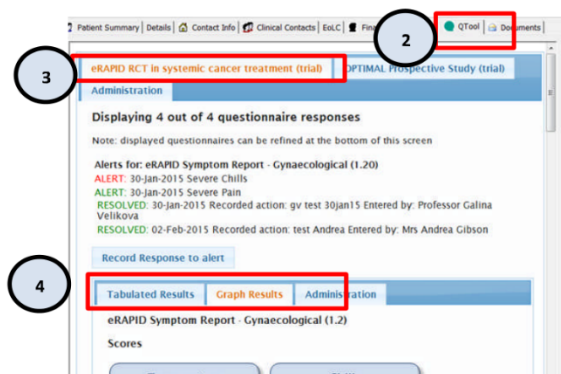 Patient Summary Details Contact Info Clinical Contacts EoLC QTool Documents
2
3
eRAPID RCT in systemic cancer treatment (trial) OPTIMAL Prospective Study (trial)
Administration
Displaying 4 out of 4 questionnaire responses
Note: displayed questionnaires can be refined at the bottom of this screen
Alerts for: eRAPID Symptom Report - Gynaecological (1.20)
ALERT: 30-Jan-2015 Severe Chills
ALERT: 30-Jan-2015 Severe Pain
RESOLVED: 30-Jan-2015 Recorded action: gv test 30jan15 Entered by: Professor Galina
Velikova
RESOLVED: 02-Feb-2015 Recorded action: test Andrea Entered by: Mrs Andrea Gibson
Record Response to alert
4
Tabulated Results Graph Results Administration
eRAPID Symptom Report - Gynaecological (1.2)
Scores